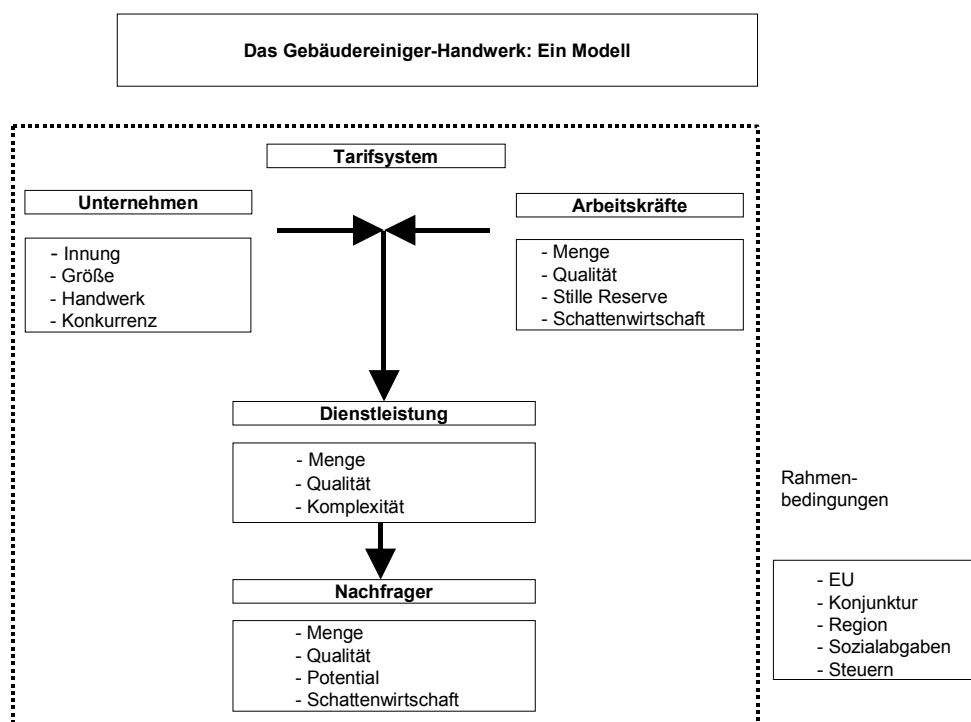 Das Gebäudereiniger-Handwerk: Ein Modell
Tarifsystem
Unternehmen
- Innung
- Größe
- Handwerk
- Konkurrenz
Arbeitskräfte
- Menge
- Qualität
- Stille Reserve
- Schattenwirtschaft
Dienstleistung
- Menge
- Qualität
- Komplexität
Nachfrager
- Menge
- Qualität
- Potential
- Schattenwirtschaft
Rahmen-
bedingungen
- EU
- Konjunktur
- Region
- Sozialabgaben
- Steuern